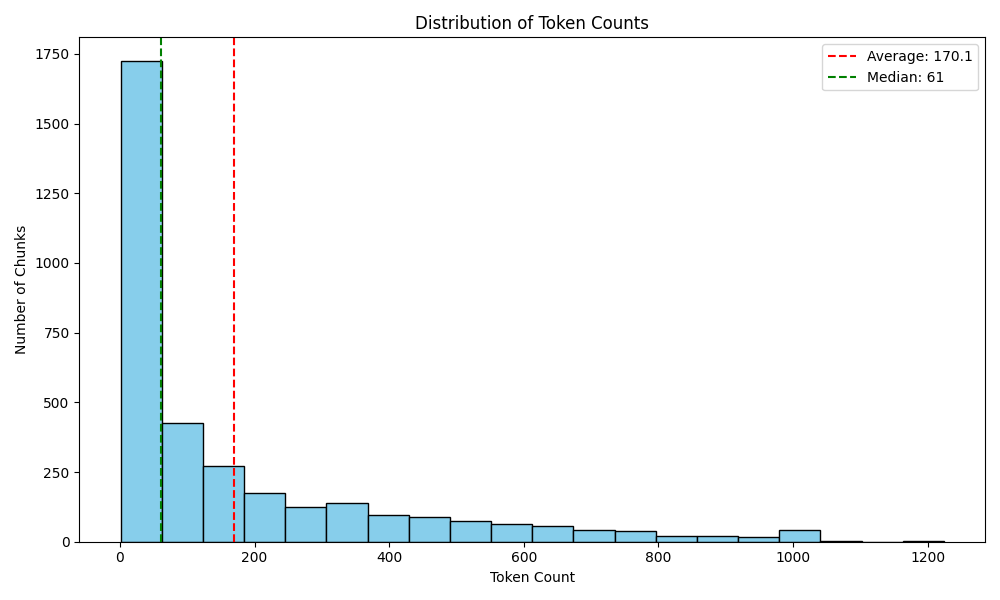 Distribution of Token Counts
Average: 170.1
Median: 61
1750
1500
1250
1000
750
500
250
0
Number of Chunks
0 200 400 600 800 1000 1200
Token Count